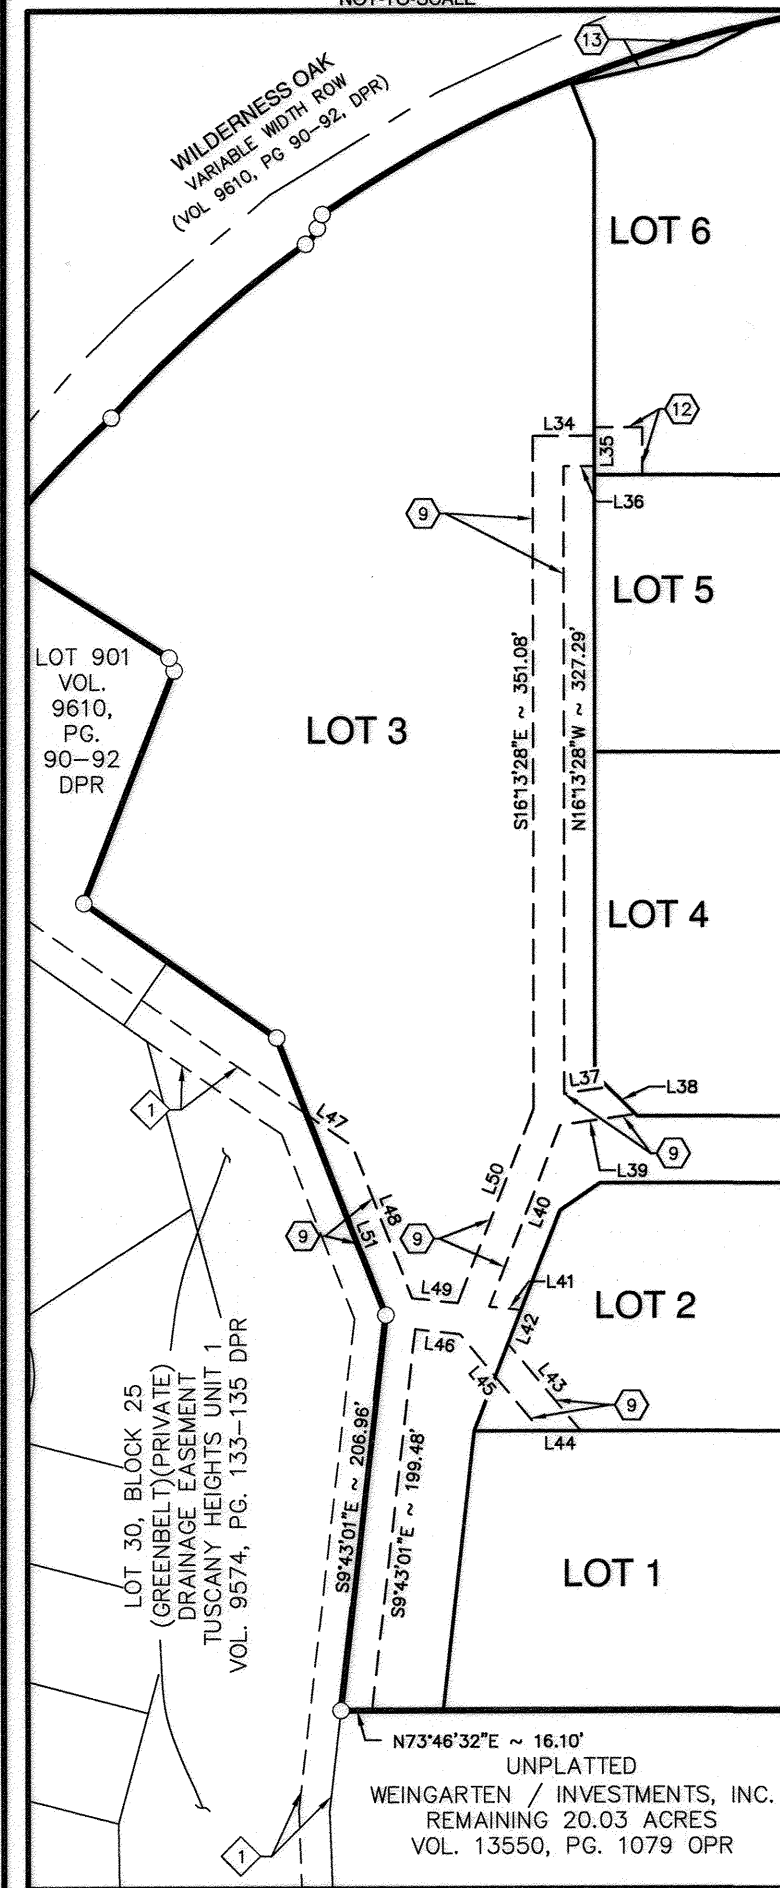 NOT-TO-SCALE
13
WILDERNESS OAK
VARIABLE WIDTH ROW
(VOL 9610, PG 90-92, DPR)
LOT 6
12
L34
L35
L36
9
LOT 5
LOT 901
VOL.
9610,
PG.
90-92
DPR
LOT 3
S16°13'28"E ~ 351.08'
N16°13'28"W ~ 327.29'
LOT 4
L37
L38
1
L47
9
L39
L50
L40
L48
9
L51
9
L49
L41
L46
L42
LOT 2
L45
L43
9
L44
LOT 30, BLOCK 25
(GREENBELT)(PRIVATE)
DRAINAGE EASEMENT
TUSCANY HEIGHTS UNIT 1
VOL. 9574, PG. 133-135 DPR
S9°43'01"E ~ 206.96'
S9°43'01"E ~ 199.48'
LOT 1
N73°46'32"E ~ 16.10'
UNPLATTED
WEINGARTEN / INVESTMENTS, INC.
REMAINING 20.03 ACRES
VOL. 13550, PG. 1079 OPR
1